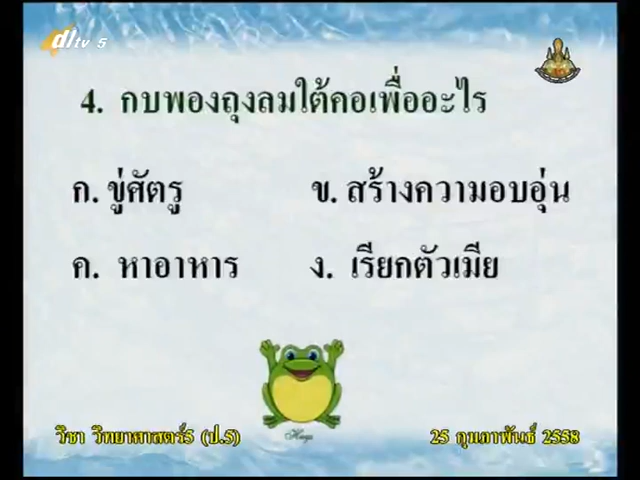 dltv 5
4. กบพองถุงลมใต้คอเพื่ออะไร
ก. ขู่ศัตรู ข. สร้างความอบอุ่น
ค. หาอาหาร ง. เรียกตัวเมีย
วิชา วิทยาศาสตร์5 (ป.5) 25 กุมภาพันธ์ 2558